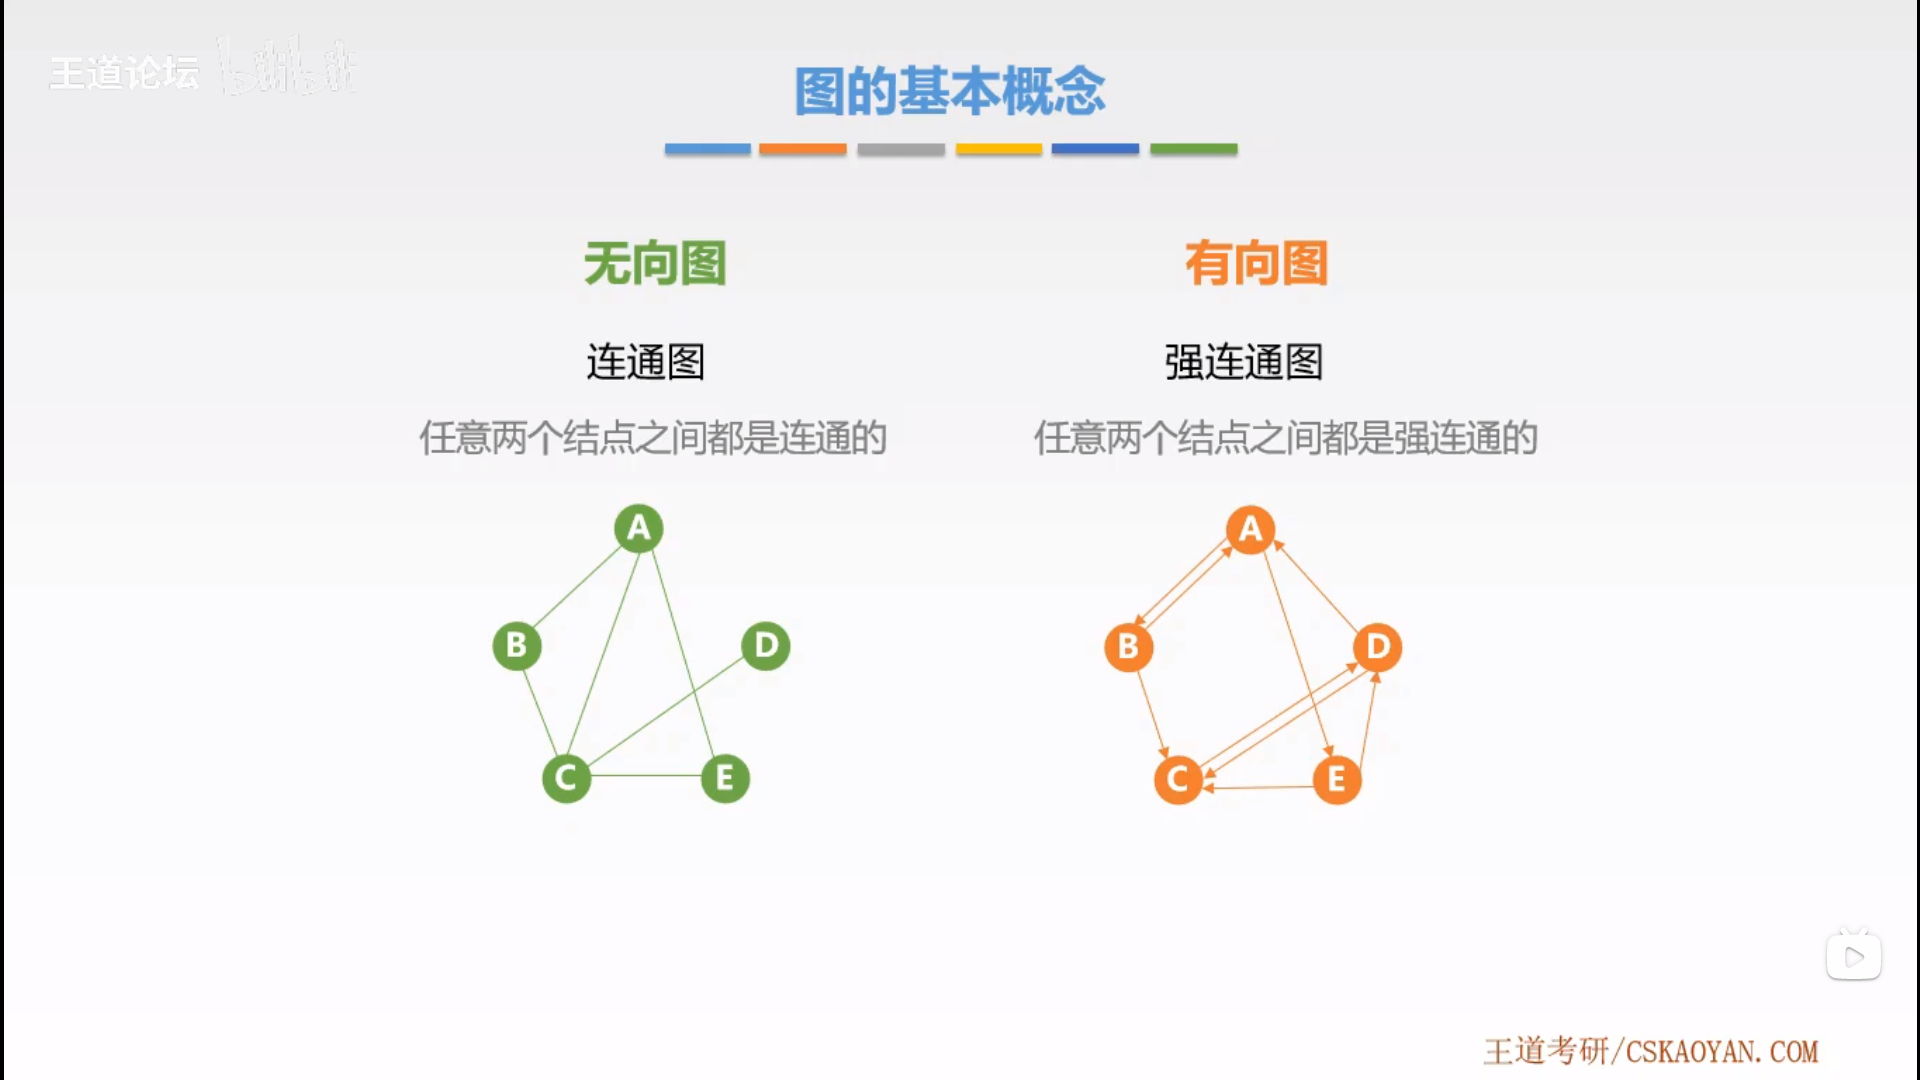 王道论坛 bilibili
图的基本概念
无向图
有向图
连通图
强连通图
任意两个结点之间都是连通的
任意两个结点之间都是强连通的
A
B
D
C
E
A
B
D
C
E
王道考研/CSKAOYAN.COM